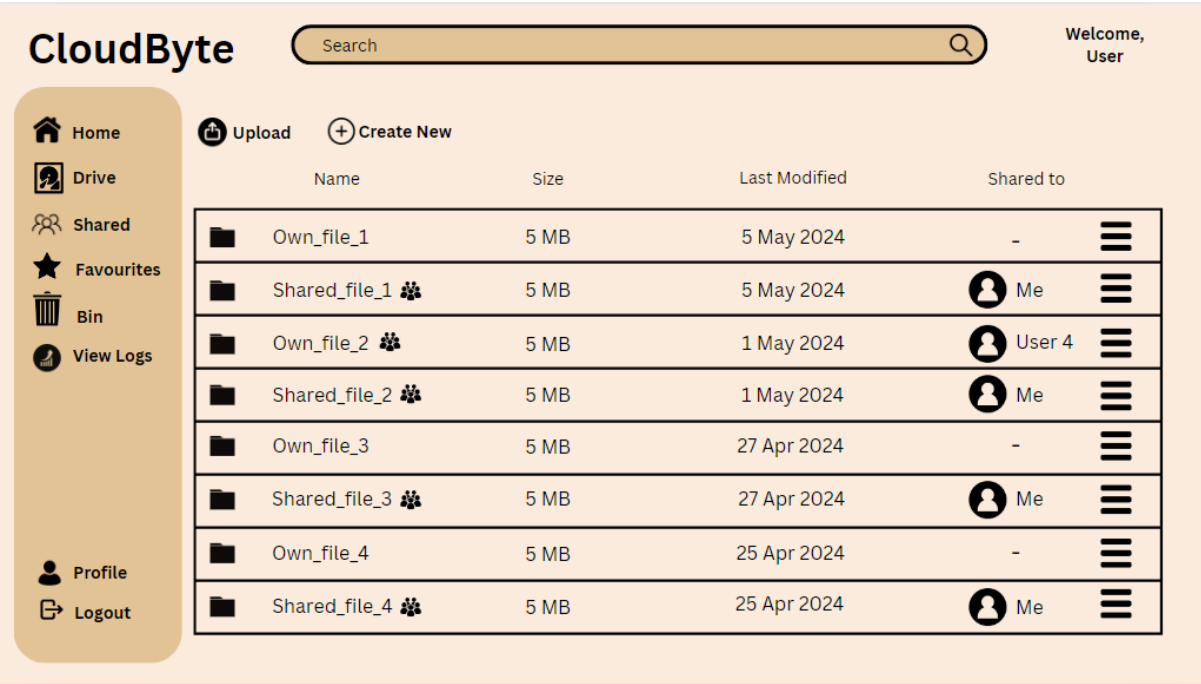 CloudByte
Search
Welcome,
User
Home
Drive
Shared
Favourites
Bin
View Logs
Profile
Logout
Upload Create New
Name Size Last Modified Shared to
Own_file_1 5 MB 5 May 2024 -
Shared_file_1 5 MB 5 May 2024 Me
Own_file_2 5 MB 1 May 2024 User 4
Shared_file_2 5 MB 1 May 2024 Me
Own_file_3 5 MB 27 Apr 2024 -
Shared_file_3 5 MB 27 Apr 2024 Me
Own_file_4 5 MB 25 Apr 2024 -
Shared_file_4 5 MB 25 Apr 2024 Me